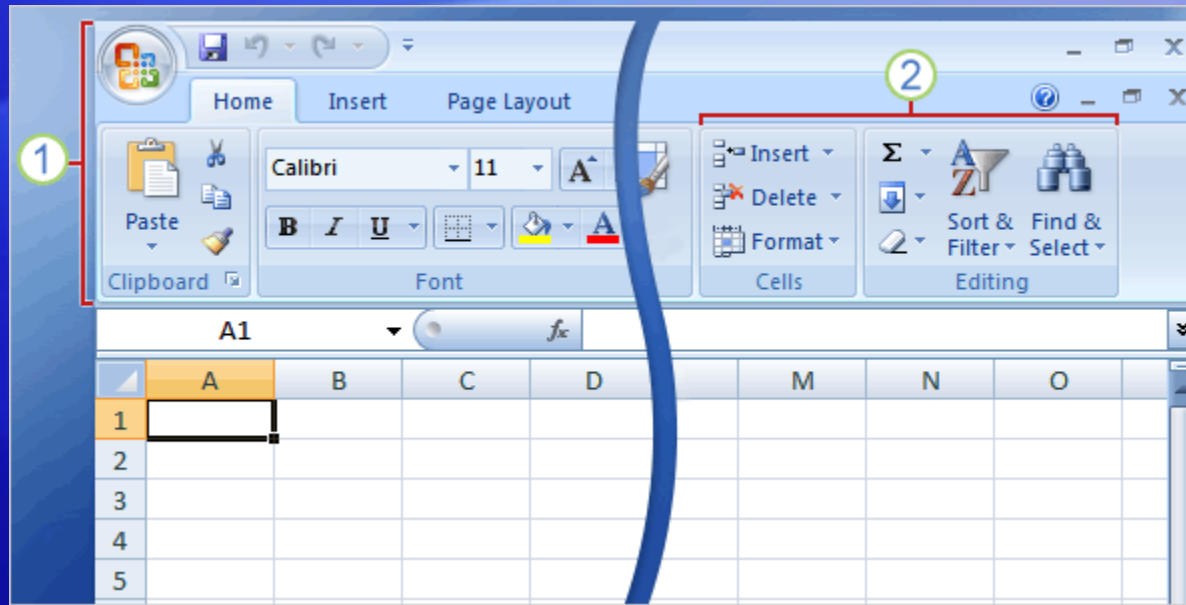 2
Home Insert Page Layout
1
Calibri 11 A
Insert
Σ
A
Z
Delete
Paste
B I U A
Sort & Find &
Format
Filter Select
Clipboard Font Cells Editing
A1 fx
A B C D M N O
1
2
3
4
5